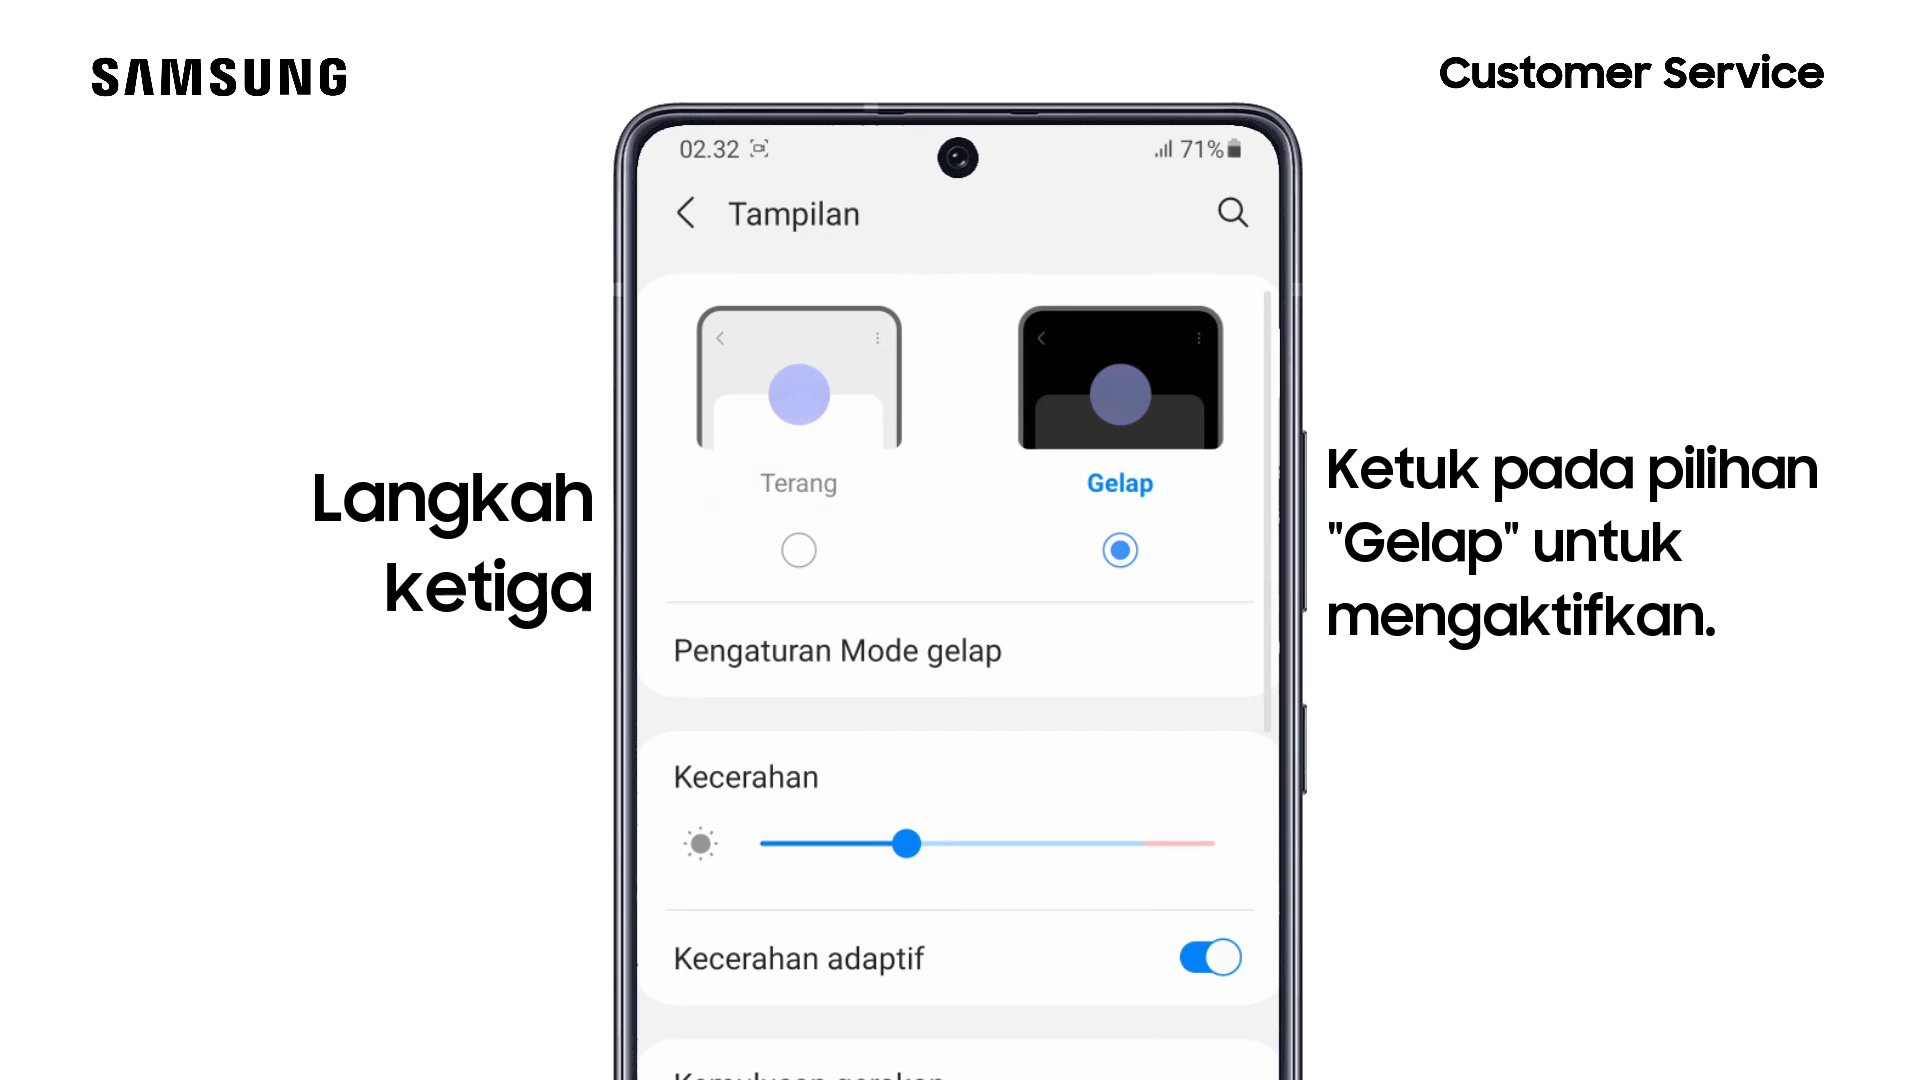 SAMSUNG
Customer Service
02.32
71%
Tampilan
Terang
Gelap
Langkah
ketiga
Ketuk pada pilihan
"Gelap" untuk
mengaktifkan.
Pengaturan Mode gelap
Kecerahan
Kecerahan adaptif